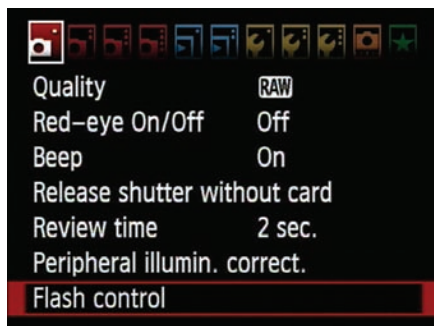 Quality RAW
Red-eye On/Off Off
Beep On
Release shutter without card
Review time 2 sec.
Peripheral illumin. correct.
Flash control